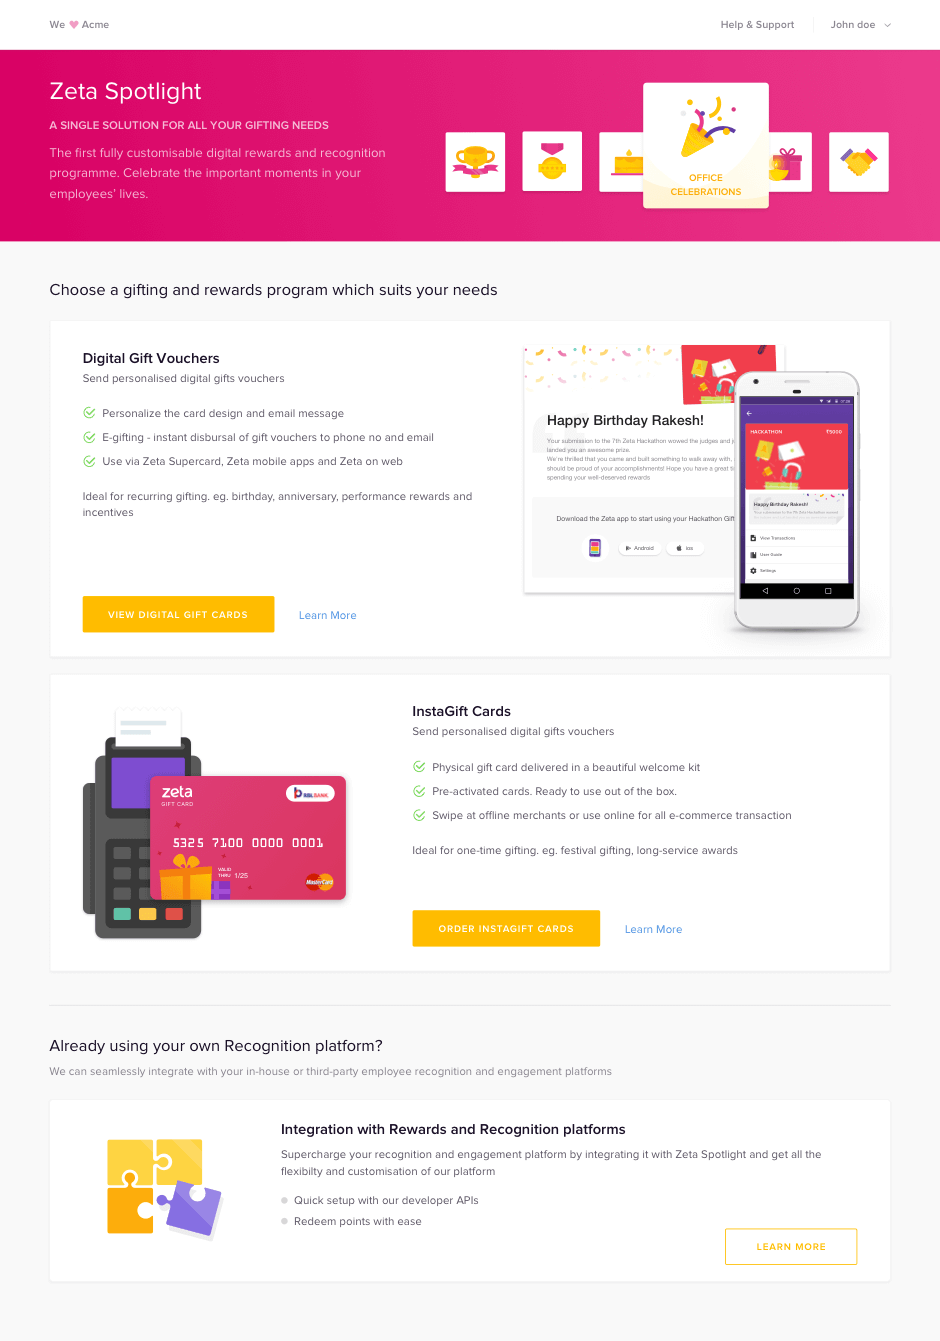 We Acme
Help & Support
John doe
Zeta Spotlight
A SINGLE SOLUTION FOR ALL YOUR GIFTING NEEDS
The first fully customisable digital rewards and recognition
programme. Celebrate the important moments in your
employees' lives.
OFFICE
CELEBRATIONS
Choose a gifting and rewards program which suits your needs
Digital Gift Vouchers
Send personalised digital gifts vouchers
Personalize the card design and email message
E-gifting - instant disbursal of gift vouchers to phone no and email
Use via Zeta Supercard, Zeta mobile apps and Zeta on web
Ideal for recurring gifting. eg. birthday, anniversary, performance rewards and
incentives
VIEW DIGITAL GIFT CARDS
Learn More
Happy Birthday Rakesh!
Your submission to the 7th Zeta Hackathon wowed the judges and
landed you an awesome prize.
We're thrilled that you came and built something to walk away with,
should be proud of your accomplishments! Hope you have a great
spending your well-deserved rewards
Download the Zeta app to start using your Hackathon Gift
Android
ios
HACKATHON
₹5000
Happy Birthday Rakesh!
Your submission to the 7th Zeta Hackathon wowed
View Transactions
User Guide
Settings
InstaGift Cards
Send personalised digital gifts vouchers
Physical gift card delivered in a beautiful welcome kit
Pre-activated cards. Ready to use out of the box.
Swipe at offline merchants or use online for all e-commerce transaction
Ideal for one-time gifting. eg. festival gifting, long-service awards
ORDER INSTAGIFT CARDS
Learn More
zeta
GIFT CARD
RBL BANK
5325 7100 0000 0001
VALID
THRU 1/25
MasterCard
Already using your own Recognition platform?
We can seamlessly integrate with your in-house or third-party employee recognition and engagement platforms
Integration with Rewards and Recognition platforms
Supercharge your recognition and engagement platform by integrating it with Zeta Spotlight and get all the
flexibilty and customisation of our platform
Quick setup with our developer APIs
Redeem points with ease
LEARN MORE